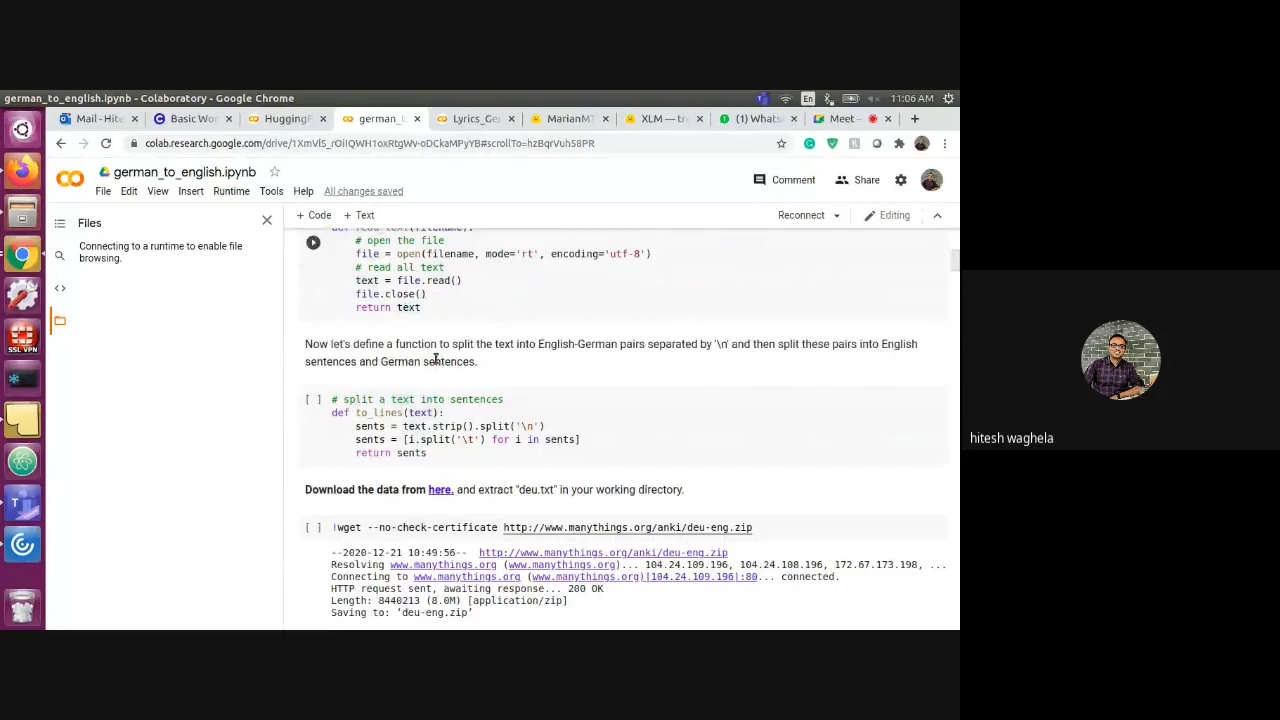 german_to_english.ipynb - Colaboratory - Google Chrome
En
11:06 AM
Mail - Hite
Basic Wor
HuggingF
german_t
Lyrics_Ge
MarianMT
XLM — tra
(1) Whats
Meet –
colab.research.google.com/drive/1XmVlS_rOiIQWH1oxRtgWv-oDCkaMPyYB#scrollTo=hzBqrVuh58PR
german_to_english.ipynb
Comment
Share
File Edit View Insert Runtime Tools Help All changes saved
Files
+ Code + Text
Reconnect
Editing
Connecting to a runtime to enable file
browsing.
def read_text(filename):
# open the file
file = open(filename, mode='rt', encoding='utf-8')
# read all text
text = file.read()
file.close()
return text
Now let's define a function to split the text into English-German pairs separated by '\n' and then split these pairs into English
sentences and German sentences.
[ ] # split a text into sentences
def to_lines(text):
sents = text.strip().split('\n')
sents = [i.split('\t') for i in sents]
return sents
Download the data from here. and extract "deu.txt" in your working directory.
[ ] !wget --no-check-certificate http://www.manythings.org/anki/deu-eng.zip
--2020-12-21 10:49:56-- http://www.manythings.org/anki/deu-eng.zip
Resolving www.manythings.org (www.manythings.org)... 104.24.109.196, 104.24.108.196, 172.67.173.198, ...
Connecting to www.manythings.org (www.manythings.org)|104.24.109.196|:80... connected.
HTTP request sent, awaiting response... 200 OK
Length: 8440213 (8.0M) [application/zip]
Saving to: ‘deu-eng.zip’
SSL VPN
hitesh waghela